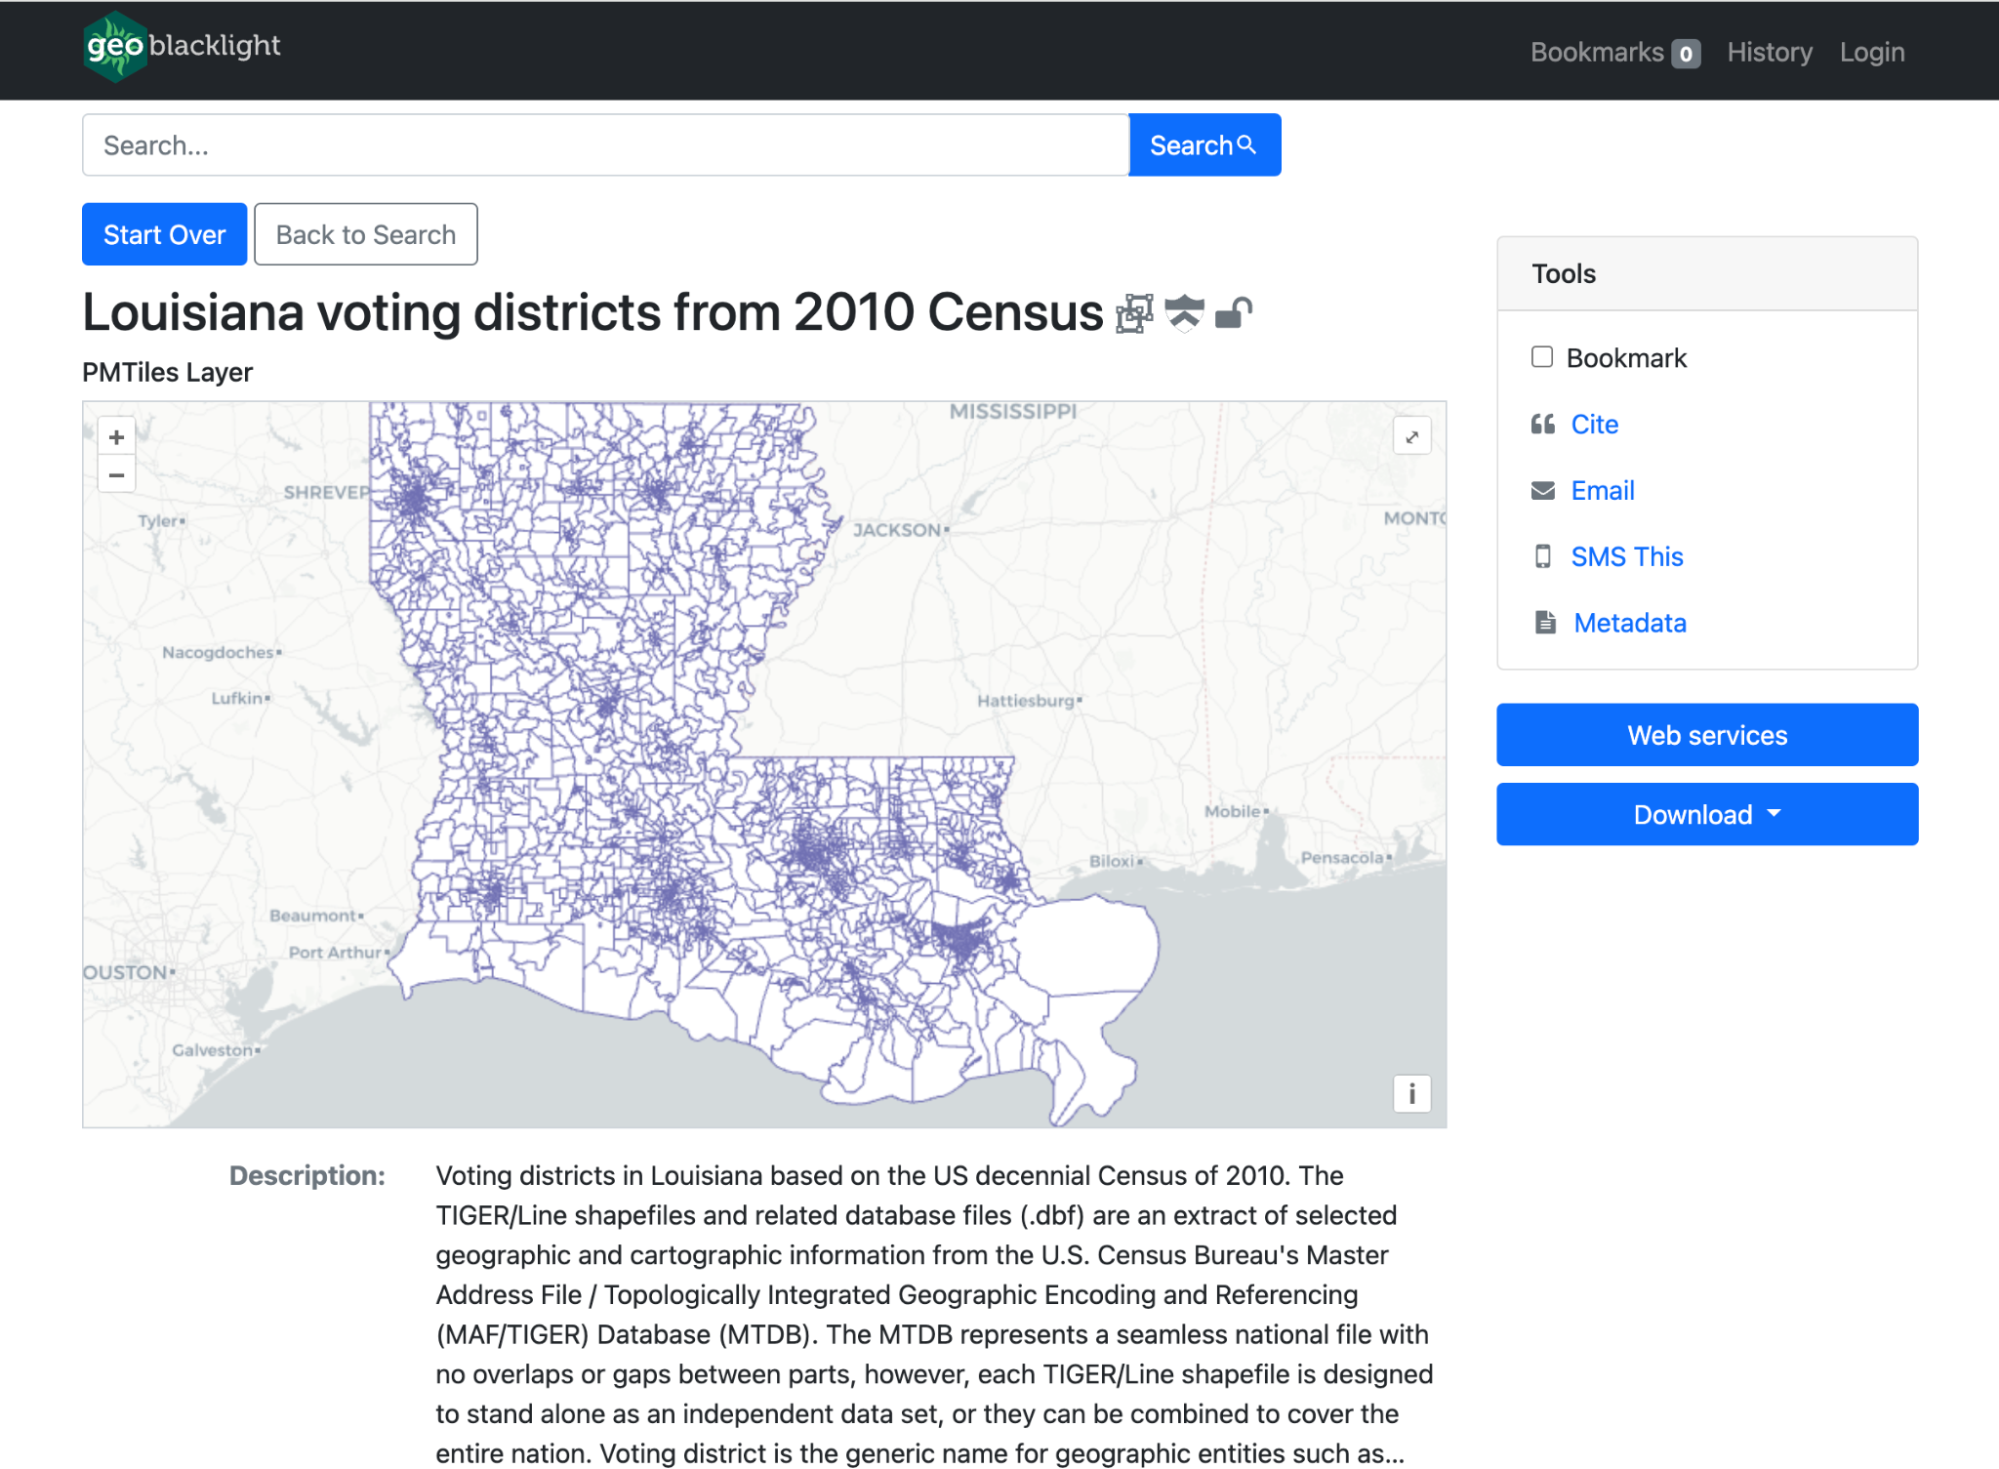 geoblacklight
Bookmarks 0 History Login
Search...
Search
Start Over Back to Search
Louisiana voting districts from 2010 Census
PMTiles Layer
+
−
MISSISSIPPI
SHREVEP
Tyler
JACKSON
MONTG
Nacogdoches
Lufkin
Hattiesburg
Mobile
Biloxi
Pensacola
Beaumont
Port Arthur
OUSTON
Galveston
i
Tools
Bookmark
Cite
Email
SMS This
Metadata
Web services
Download
Description:
Voting districts in Louisiana based on the US decennial Census of 2010. The
TIGER/Line shapefiles and related database files (.dbf) are an extract of selected
geographic and cartographic information from the U.S. Census Bureau's Master
Address File / Topologically Integrated Geographic Encoding and Referencing
(MAF/TIGER) Database (MTDB). The MTDB represents a seamless national file with
no overlaps or gaps between parts, however, each TIGER/Line shapefile is designed
to stand alone as an independent data set, or they can be combined to cover the
entire nation. Voting district is the generic name for geographic entities such as...